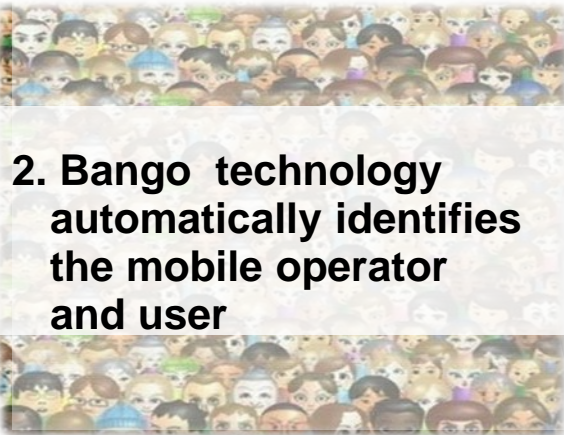 2. Bango technology
automatically identifies
the mobile operator
and user